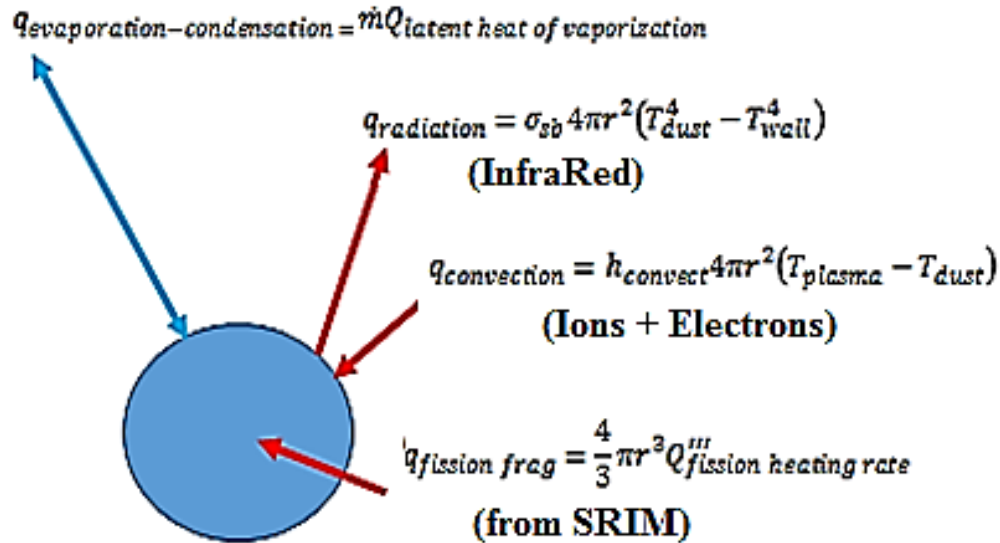 q_evaporation−condensation = ṁQ_latent heat of vaporization
q_radiation = σ_sb 4πr²(T⁴_dust − T⁴_wall)
(InfraRed)
q_convection = h_convect 4πr²(T_plasma − T_dust)
(Ions + Electrons)
q_fission frag = 4/3 πr³Q'''_fission heating rate
(from SRIM)